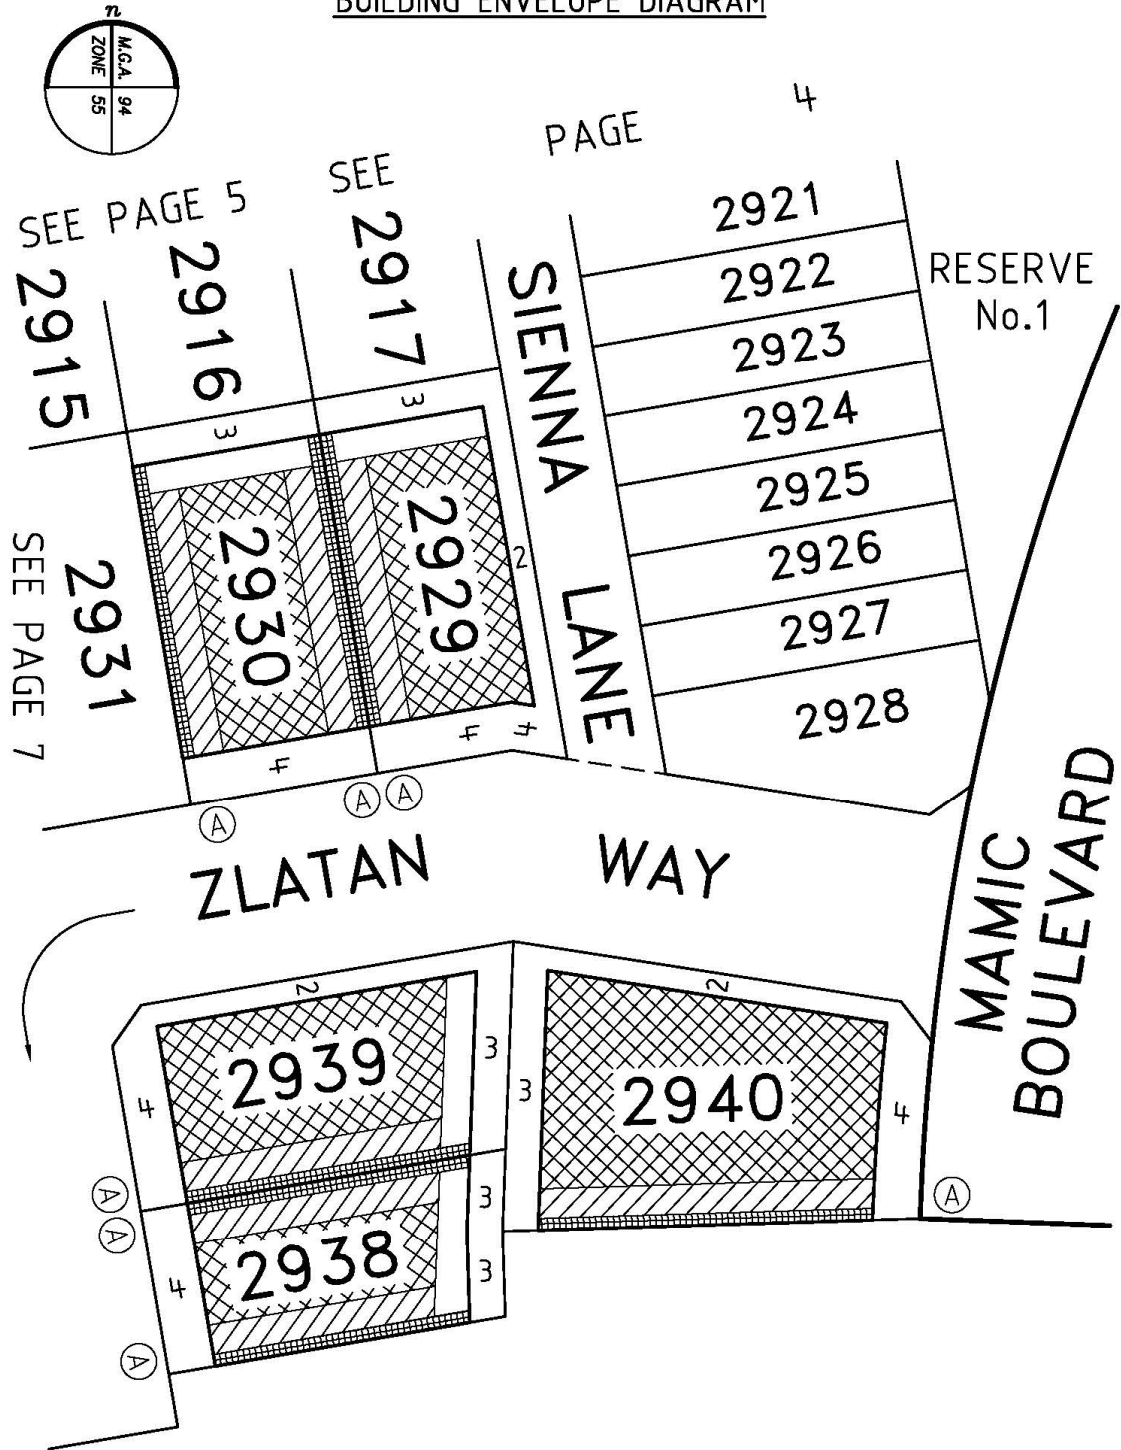 BUILDING ENVELOPE DIAGRAM
n
M.G.A. 94
ZONE 55
SEE PAGE 4
SEE PAGE 5
2915
2916
2917
SIENNA LANE
2921
2922
2923
2924
2925
2926
2927
2928
RESERVE
No.1
3
3
2930
2929
2
2931
SEE PAGE 7
4
4
4
A
A
A
ZLATAN WAY
MAMIC
BOULEVARD
2
2939
3
4
2
2940
3
4
A
A
A
3
2938
3
4
A